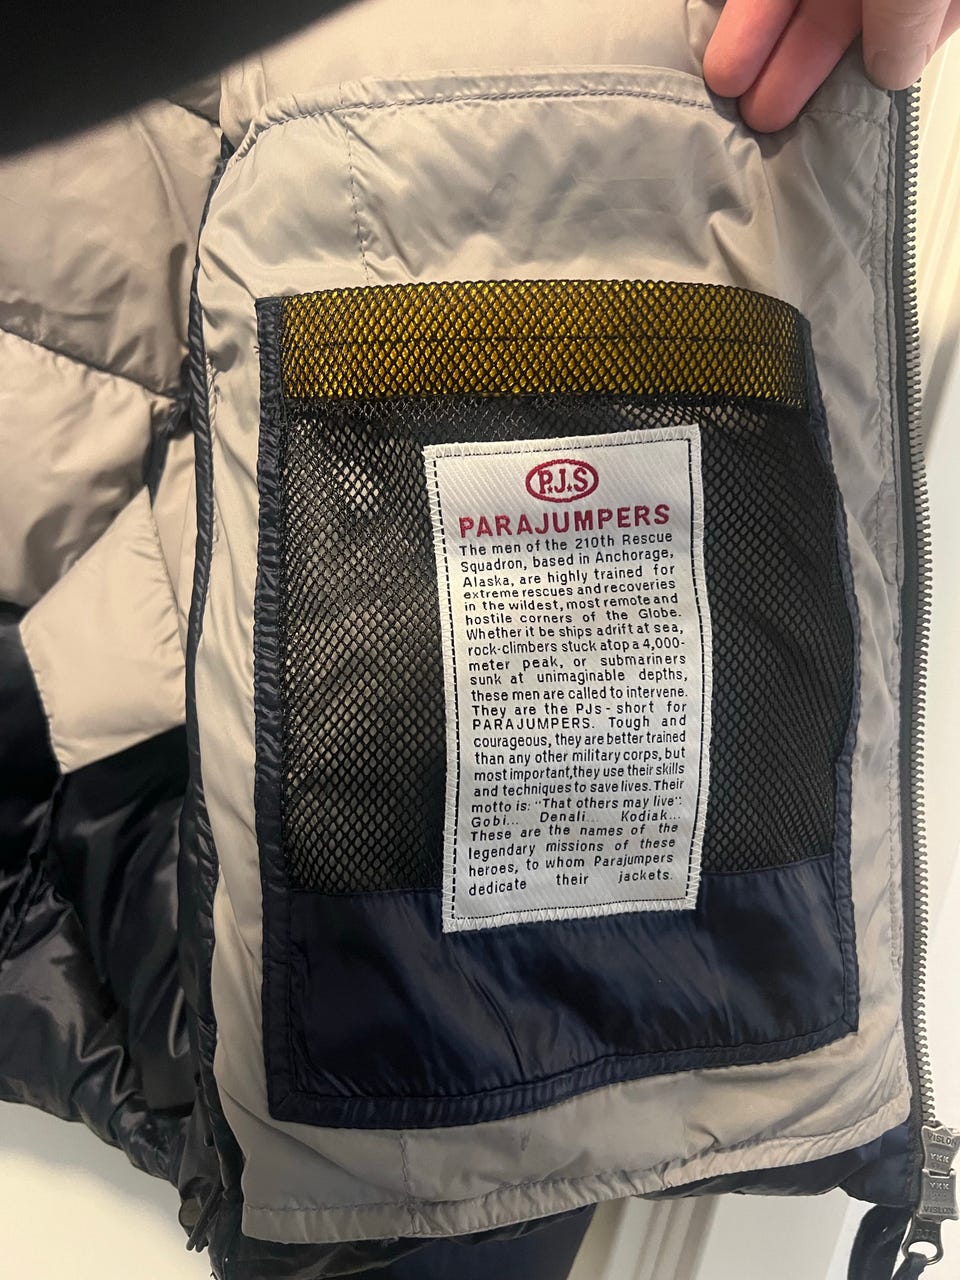 P.J.S
PARAJUMPERS
The men of the 210th Rescue
Squadron, based in Anchorage,
Alaska, are highly trained for
extreme rescues and recoveries
in the wildest, most remote and
hostile corners of the Globe.
Whether it be ships adrift at sea,
rock-climbers stuck atop a 4,000-
meter peak, or submariners
sunk at unimaginable depths,
these men are called to intervene.
They are the PJs - short for
PARAJUMPERS. Tough and
courageous, they are better trained
than any other military corps, but
most important,they use their skills
and techniques to save lives. Their
motto is: "That others may live":
Gobi... Denali... Kodiak...
These are the names of the
legendary missions of these
heroes, to whom Parajumpers
dedicate their jackets.
VISLON
YKK
YKK
VISLON
PJS